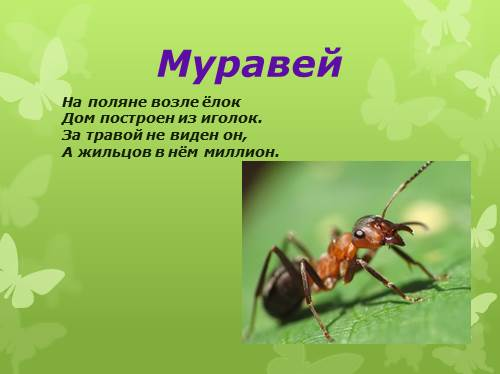 Муравей
На поляне возле ёлок
Дом построен из иголок.
За травой не виден он,
А жильцов в нём миллион.